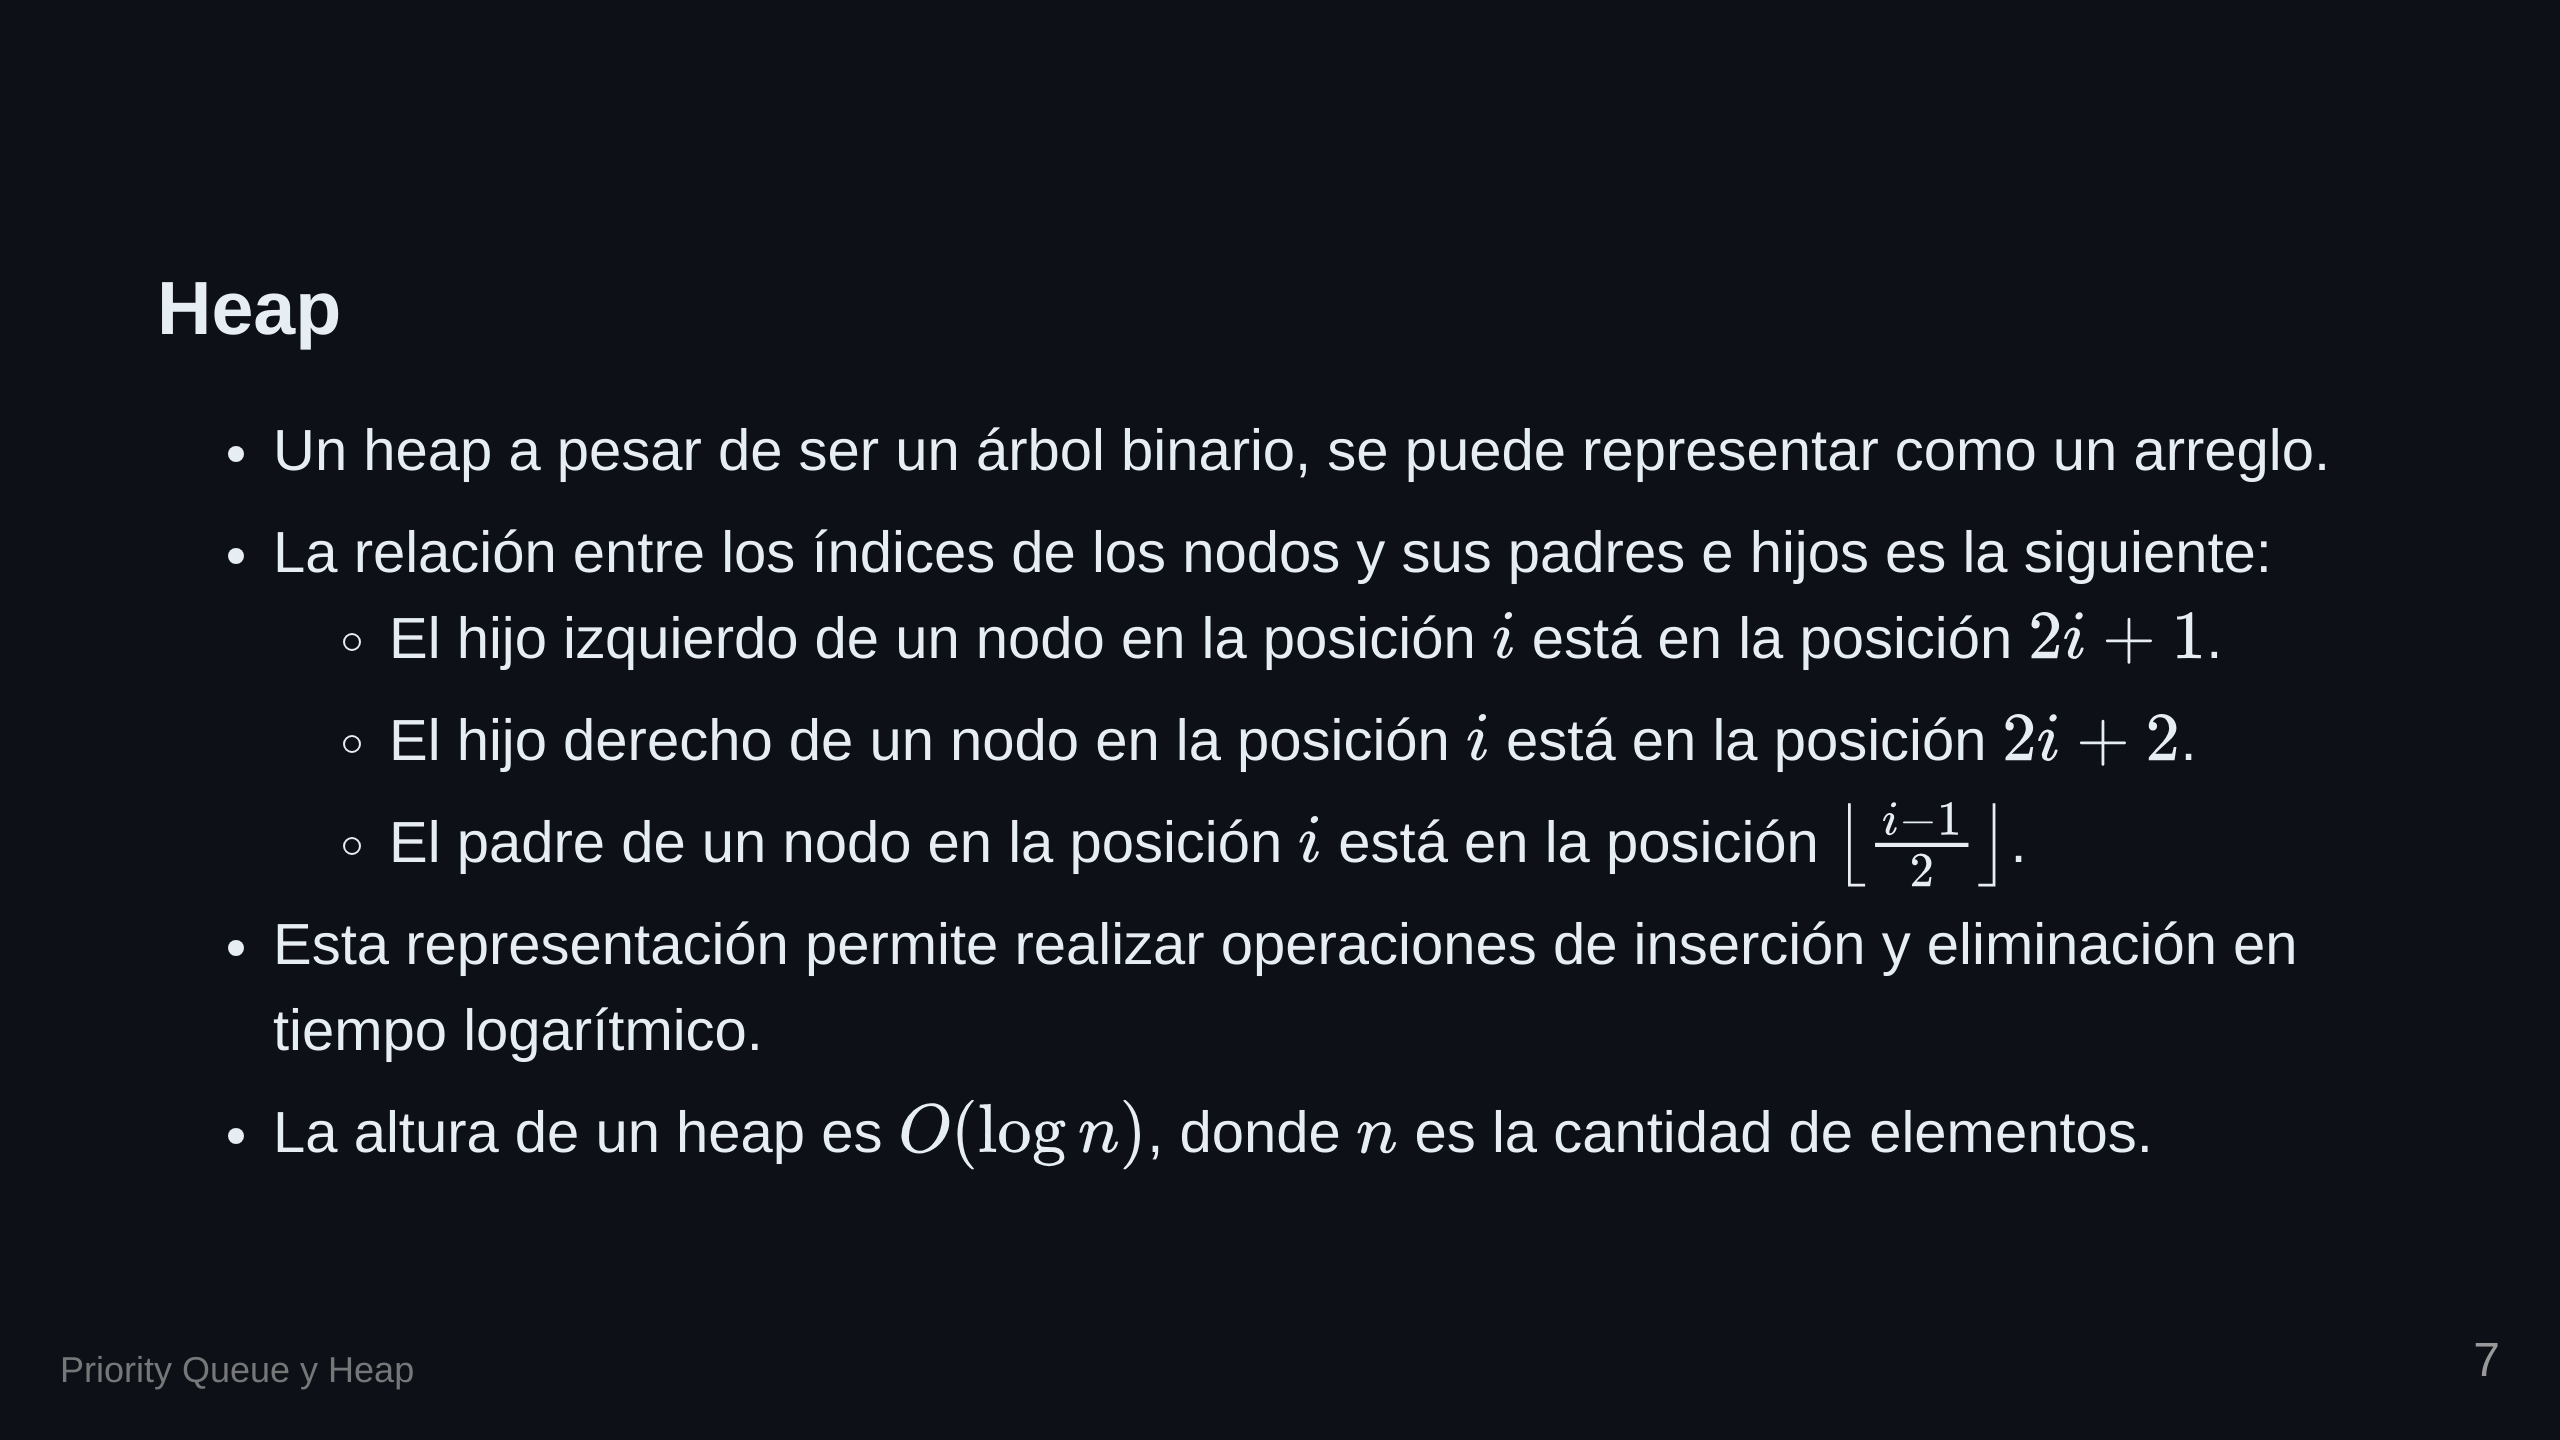 Heap
• Un heap a pesar de ser un árbol binario, se puede representar como un arreglo.
• La relación entre los índices de los nodos y sus padres e hijos es la siguiente:
◦ El hijo izquierdo de un nodo en la posición $i$ está en la posición $2i + 1$.
◦ El hijo derecho de un nodo en la posición $i$ está en la posición $2i + 2$.
◦ El padre de un nodo en la posición $i$ está en la posición $\left\lfloor \frac{i-1}{2} \right\rfloor$.
• Esta representación permite realizar operaciones de inserción y eliminación en
tiempo logarítmico.
• La altura de un heap es $O(\log n)$, donde $n$ es la cantidad de elementos.
Priority Queue y Heap
7